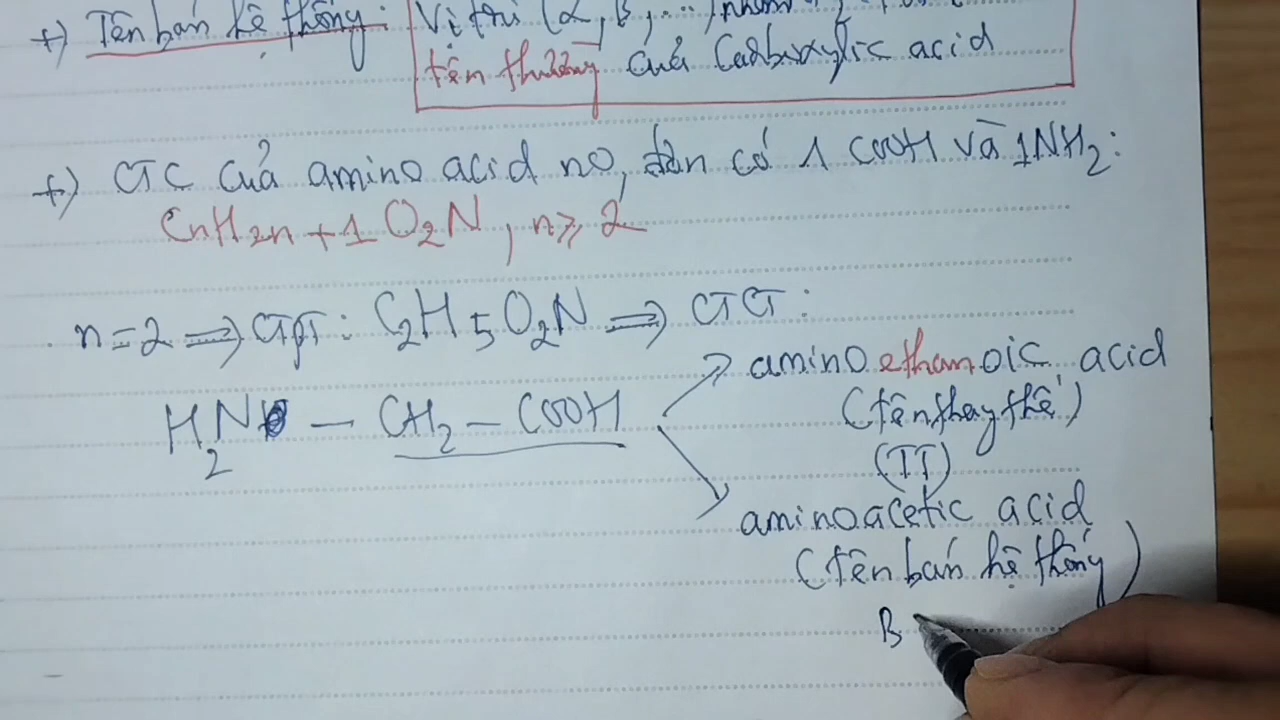 +) Tên bán hệ thống: Vị trí (α, β, ...) nhóm
tên thường của Carboxylic acid
+) CTC của amino acid no, đơn có 1 COOH và 1NH₂:
CnH2n+1O₂N, n ≥ 2
n=2 ⇒ CTPT: C₂H₅O₂N ⇒ CTCT:
aminoethanoic acid
H₂N – CH₂ – COOH
(tên thay thế)
(TT)
aminoacetic acid
(tên bán hệ thống)
B